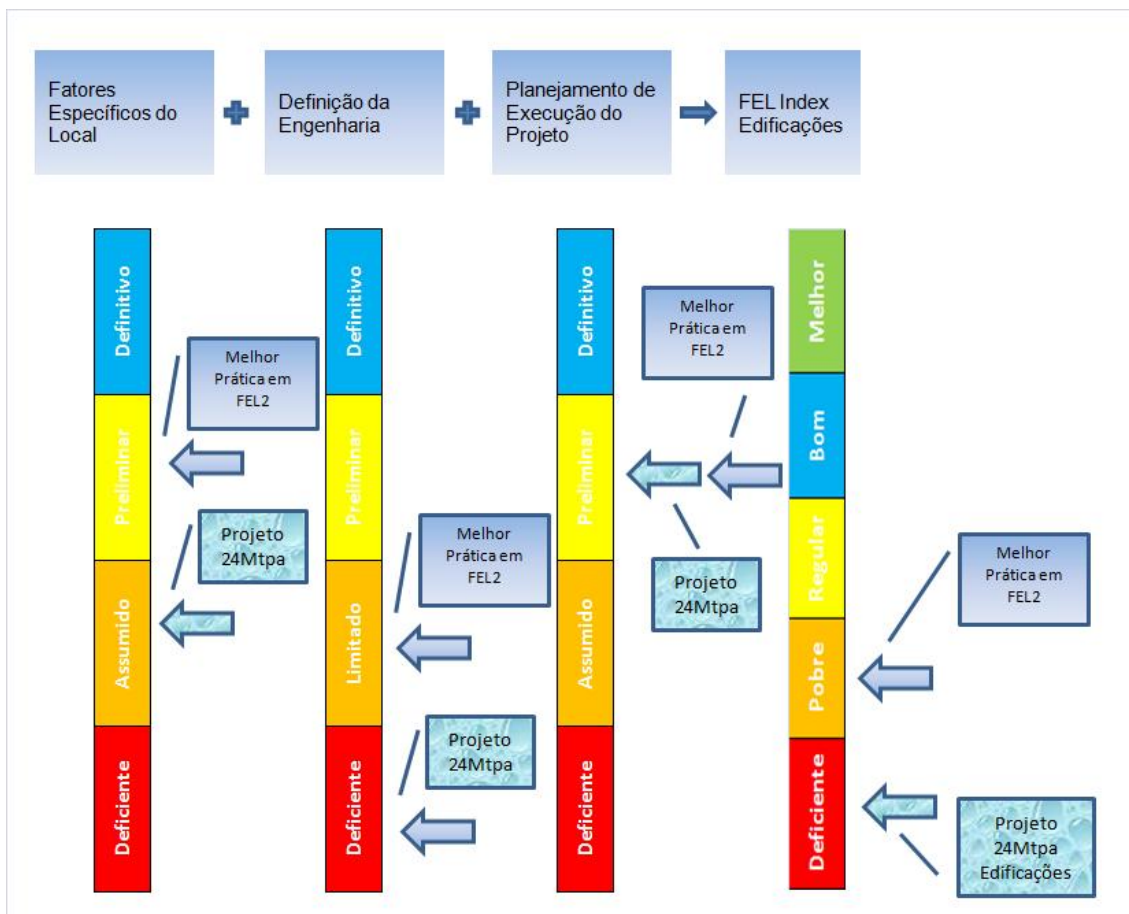 Fatores
Específicos do
Local
Definição da
Engenharia
Planejamento de
Execução do
Projeto
FEL Index
Edificações
Definitivo
Preliminar
Assumido
Deficiente
Melhor
Prática em
FEL2
Projeto
24Mtpa
Definitivo
Preliminar
Limitado
Deficiente
Melhor
Prática em
FEL2
Projeto
24Mtpa
Definitivo
Preliminar
Assumido
Deficiente
Melhor
Prática em
FEL2
Projeto
24Mtpa
Melhor
Bom
Regular
Pobre
Deficiente
Melhor
Prática em
FEL2
Projeto
24Mtpa
Edificações